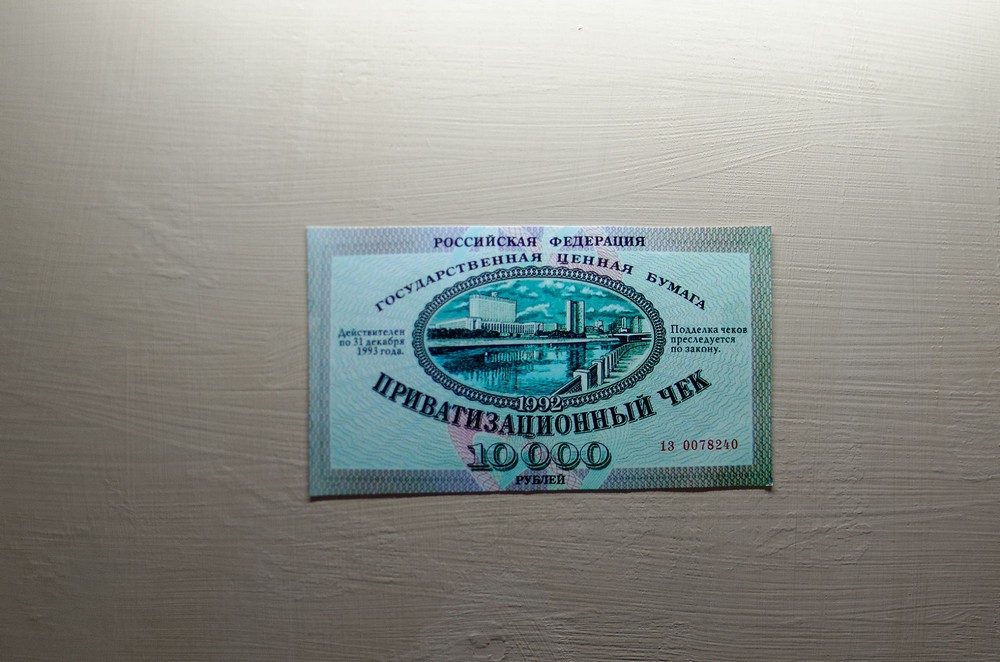 РОССИЙСКАЯ ФЕДЕРАЦИЯ
ГОСУДАРСТВЕННАЯ ЦЕННАЯ БУМАГА
Действителен
по 31 декабря
1993 года.
Подделка чеков
преследуется
по закону.
1992
ПРИВАТИЗАЦИОННЫЙ ЧЕК
13 0078240
10000
РУБЛЕЙ